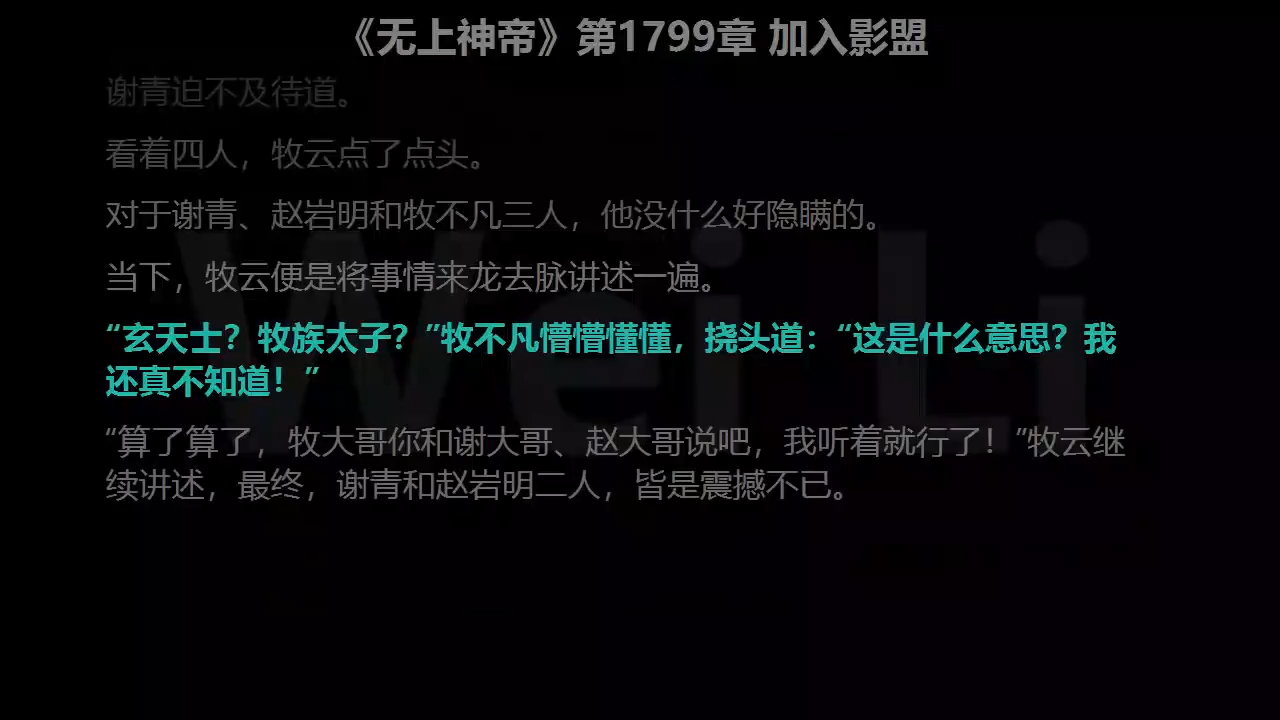 《无上神帝》第1799章 加入影盟
谢青迫不及待道。
看着四人，牧云点了点头。
对于谢青、赵岩明和牧不凡三人，他没什么好隐瞒的。
当下，牧云便是将事情来龙去脉讲述一遍。
“玄天士？牧族太子？”牧不凡懵懵懂懂，挠头道：“这是什么意思？我
还真不知道！”
“算了算了，牧大哥你和谢大哥、赵大哥说吧，我听着就行了！”牧云继
续讲述，最终，谢青和赵岩明二人，皆是震撼不已。
Wei Li